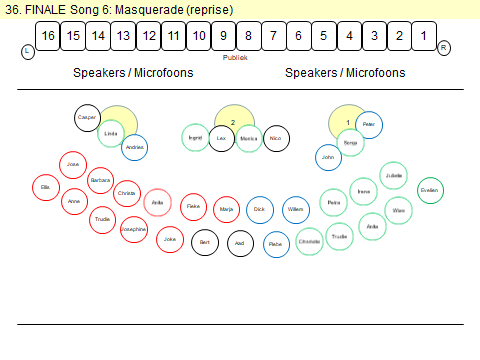 36. FINALE Song 6: Masquerade (reprise)
16 15 14 13 12 11 10 9 8 7 6 5 4 3 2 1
L R
Publiek
Speakers / Microfoons Speakers / Microfoons
Casper
Linda
Andries
2
Ingrid Leo Monica Nico
1
Peter
Sonja
John
Jose
Barbara
Ellis
Anne
Christa
Anita
Trudie
Josephine
Joke
Fieke
Marja
Dick
Willem
Bert
Aad
Piebe
Charlotte
Trudie
Petra
Irene
Juliette
Evelien
Wies
Anita